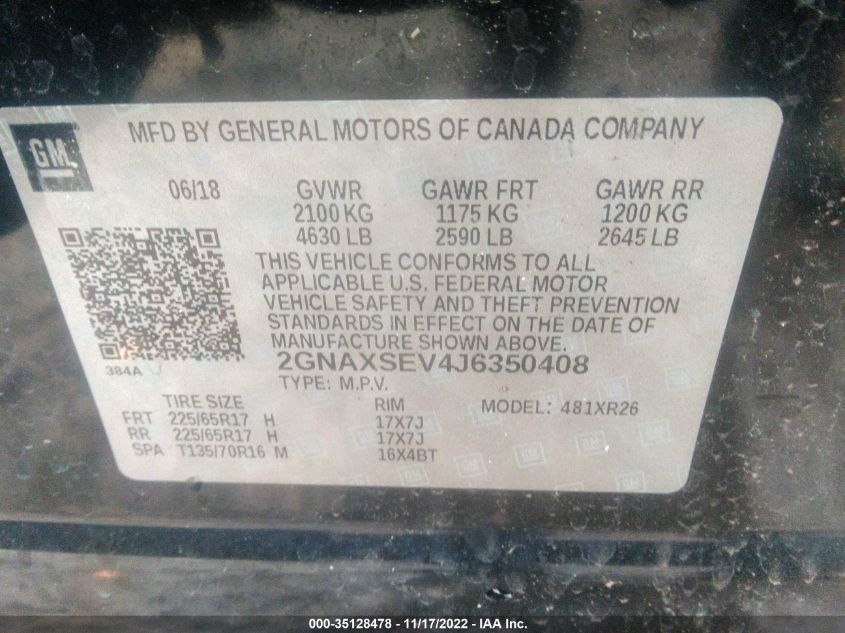 GM
MFD BY GENERAL MOTORS OF CANADA COMPANY
06/18 GVWR GAWR FRT GAWR RR
2100 KG 1175 KG 1200 KG
4630 LB 2590 LB 2645 LB
THIS VEHICLE CONFORMS TO ALL
APPLICABLE U.S. FEDERAL MOTOR
VEHICLE SAFETY AND THEFT PREVENTION
STANDARDS IN EFFECT ON THE DATE OF
MANUFACTURE SHOWN ABOVE.
384A
2GNAXSEV4J6350408
TYPE: M.P.V.
TIRE SIZE RIM MODEL: 481XR26
FRT 225/65R17 H 17X7J
RR 225/65R17 H 17X7J
SPA T135/70R16 M 16X4BT
000-35128478 - 11/17/2022 - IAA Inc.